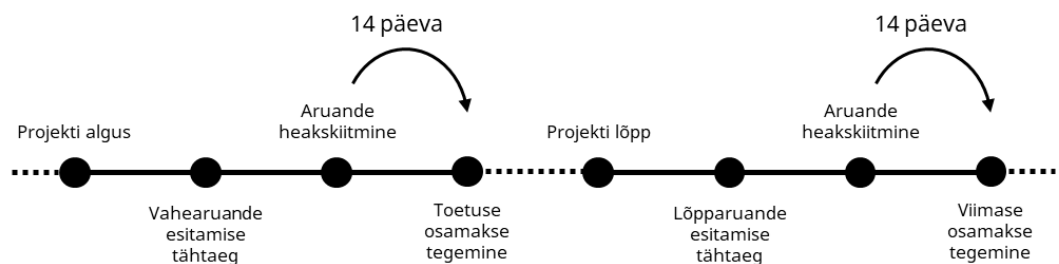 14 päeva
14 päeva
Projekti algus
Aruande
heakskiitmine
Projekti lõpp
Aruande
heakskiitmine
Vahearuande
esitamise
tähtaeg
Toetuse
osamakse
tegemine
Lõpparuande
esitamise
tähtaeg
Viimase
osamakse
tegemine